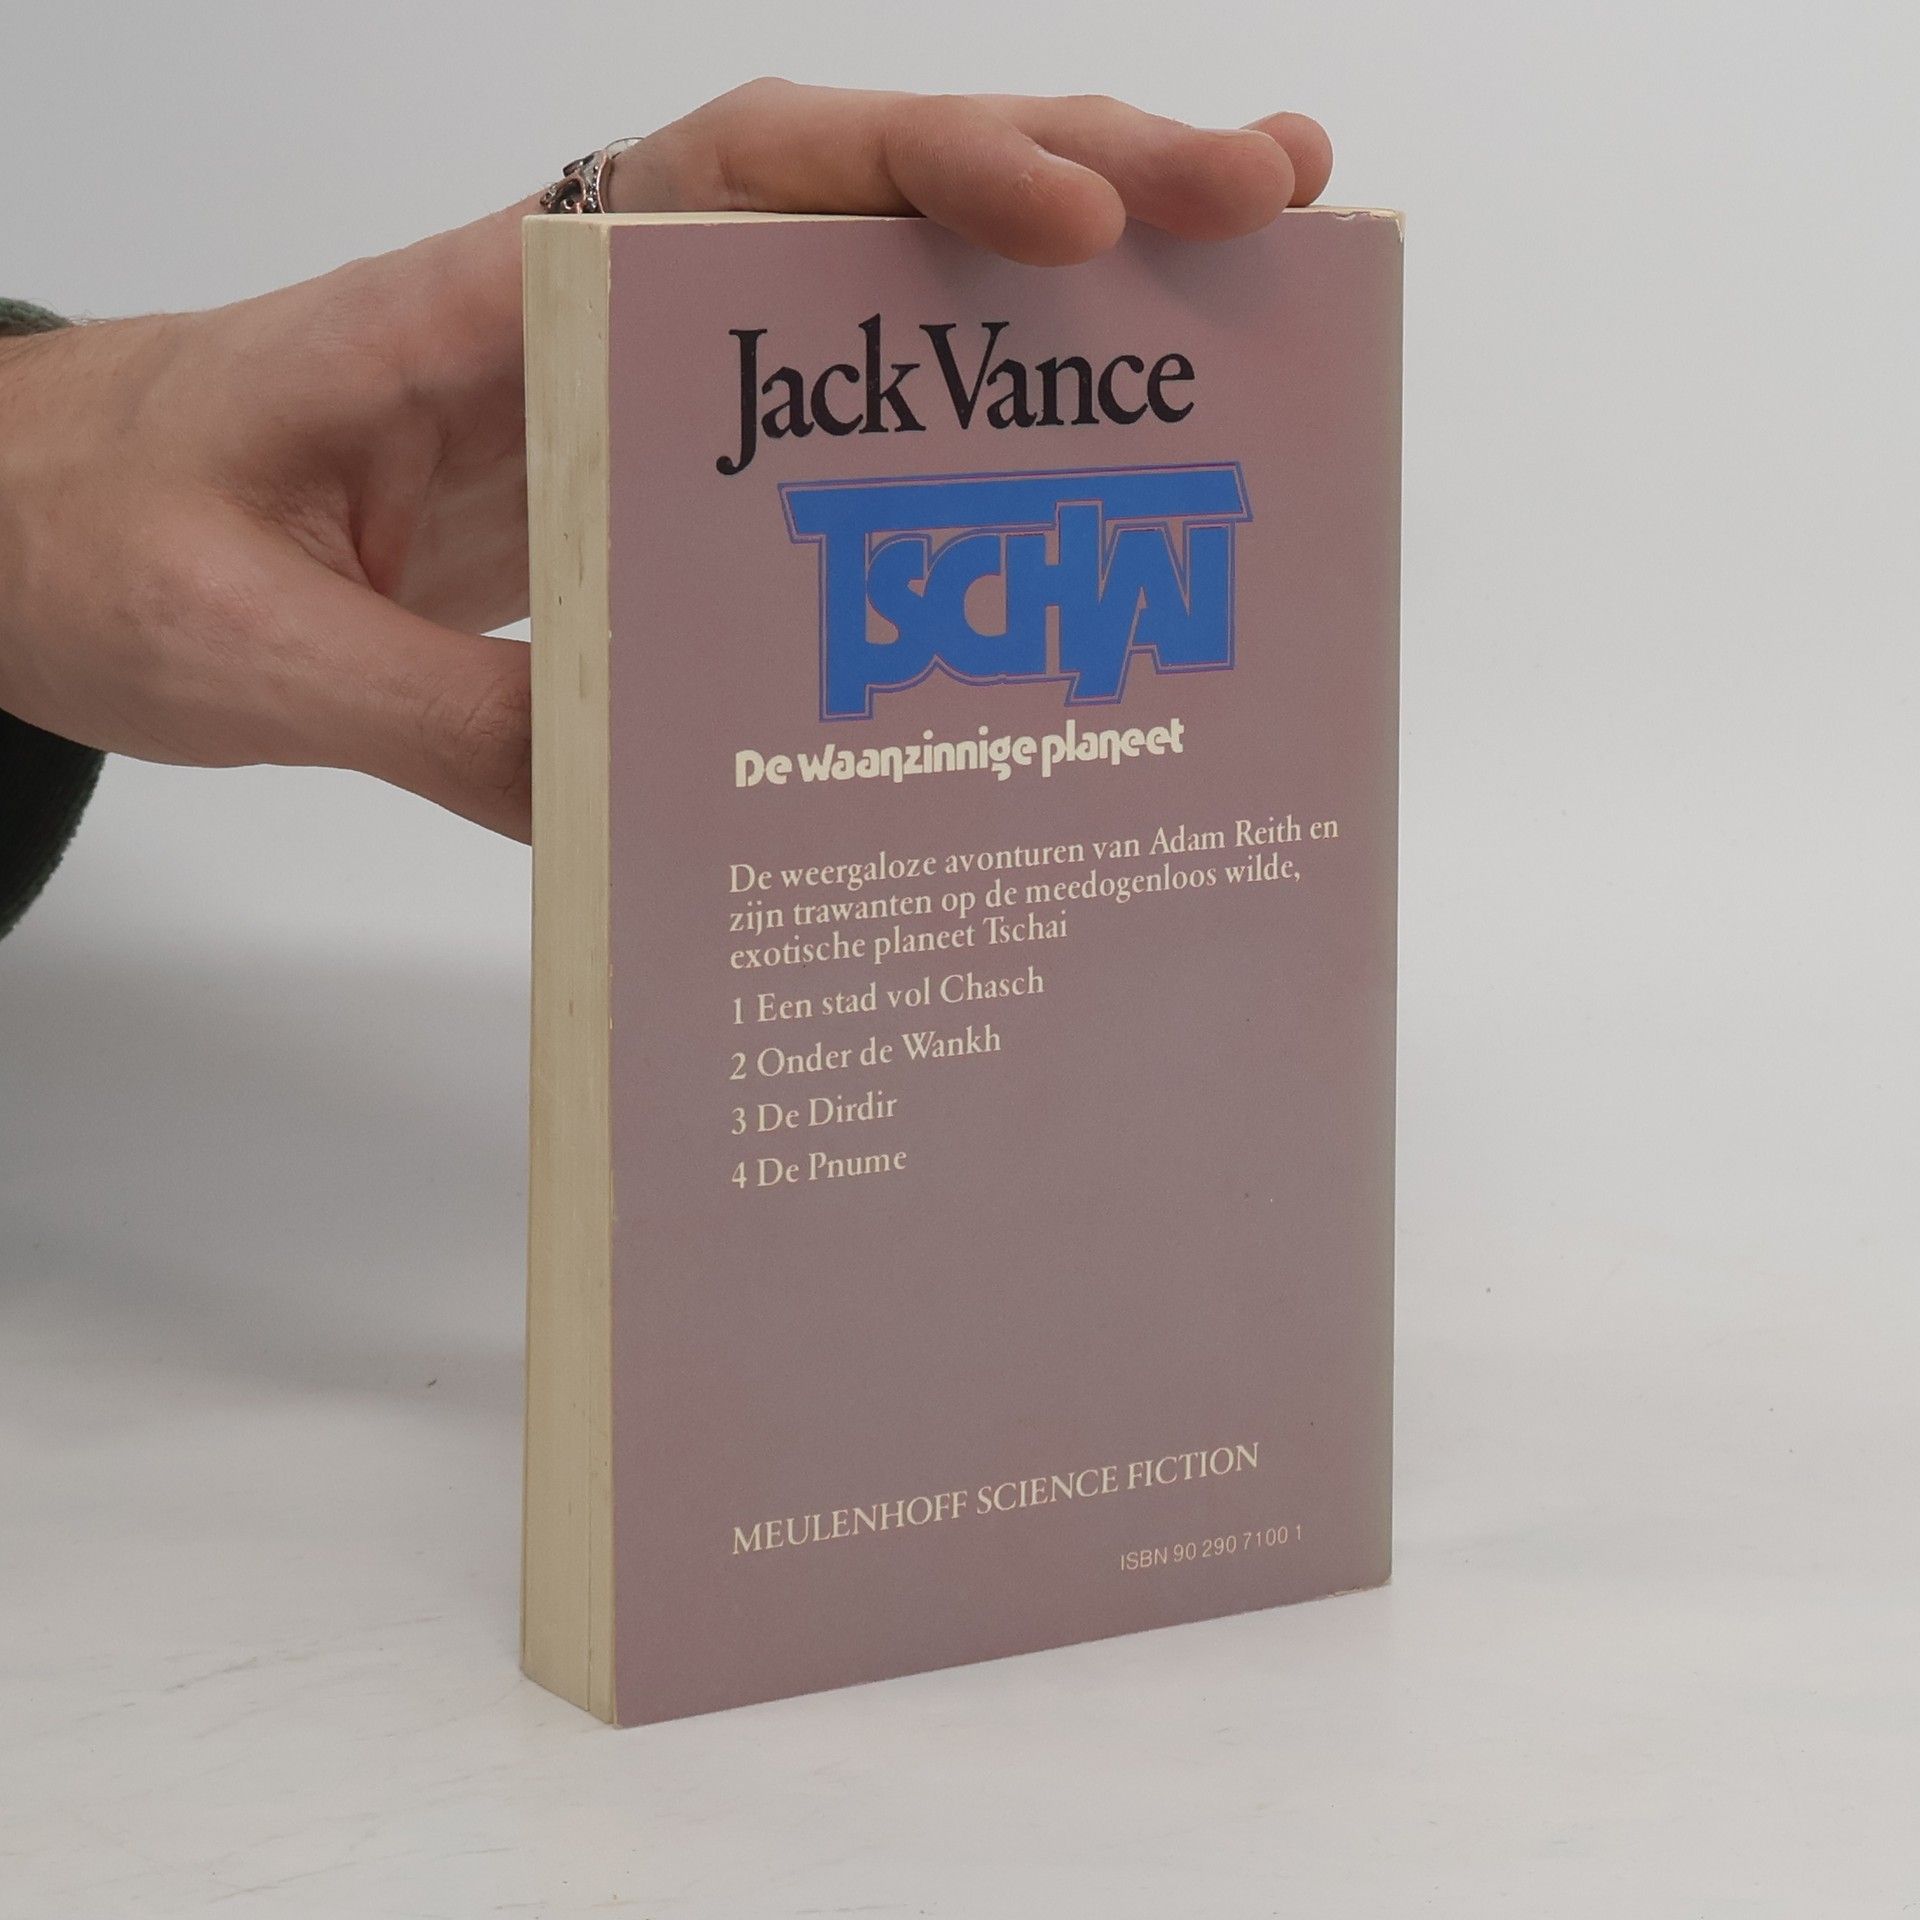 Jack Vance
TSCHAI
De waanzinnige planeet
De weergaloze avonturen van Adam Reith en
zijn trawanten op de meedogenloos wilde,
exotische planeet Tschai
1 Een stad vol Chasch
2 Onder de Wankh
3 De Dirdir
4 De Pnume
MEULENHOFF SCIENCE FICTION
ISBN 90 290 7100 1